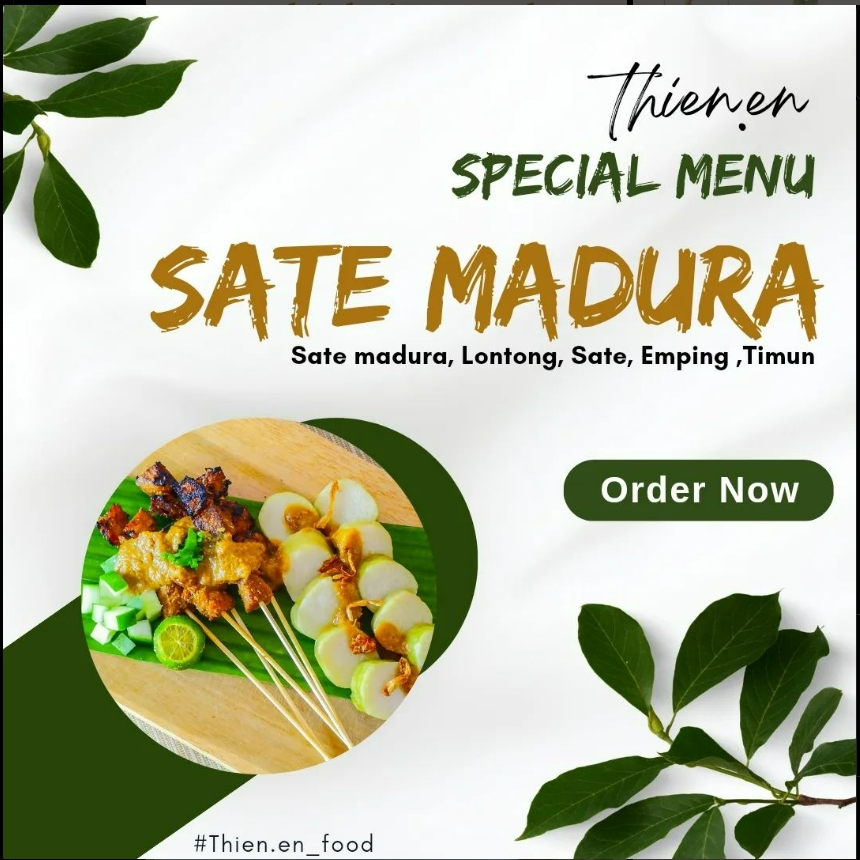 Thien.en
SPECIAL MENU
SATE MADURA
Sate madura, Lontong, Sate, Emping ,Timun
Order Now
#Thien.en_food